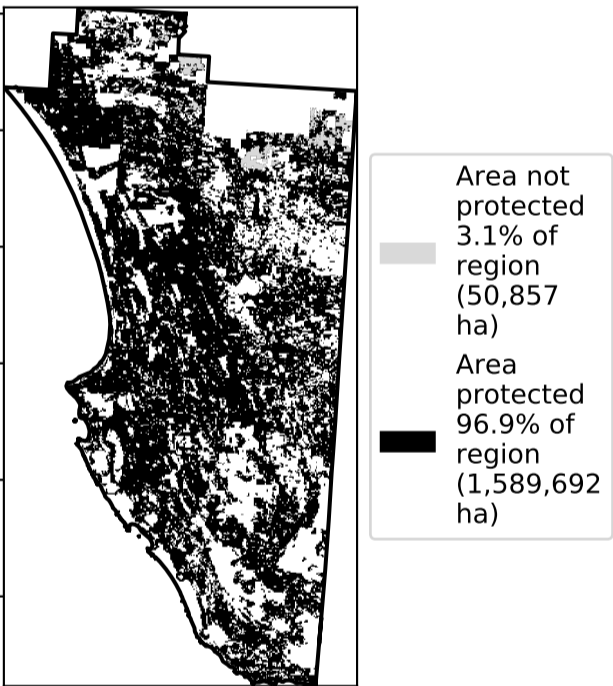 Area not
protected
3.1% of
region
(50,857
ha)
Area
protected
96.9% of
region
(1,589,692
ha)